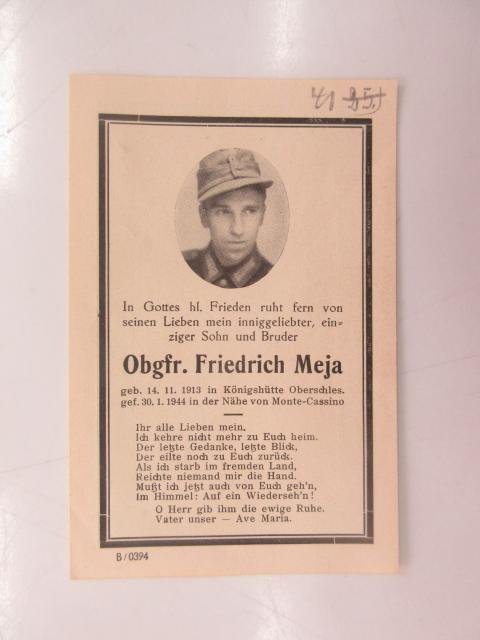 41
In Gottes hl. Frieden ruht fern von
seinen Lieben mein inniggeliebter, ein=
ziger Sohn und Bruder
Obgfr. Friedrich Meja
geb. 14. 11. 1913 in Königshütte Oberschles.
gef. 30. 1. 1944 in der Nähe von Monte-Cassino
Ihr alle Lieben mein,
Ich kehre nicht mehr zu Euch heim.
Der letzte Gedanke, letzte Blick,
Der eilte noch zu Euch zurück.
Als ich starb im fremden Land,
Reichte niemand mir die Hand.
Mußt ich jetzt auch von Euch geh'n,
Im Himmel: Auf ein Wiederseh'n!
O Herr gib ihm die ewige Ruhe.
Vater unser — Ave Maria.
B/0394